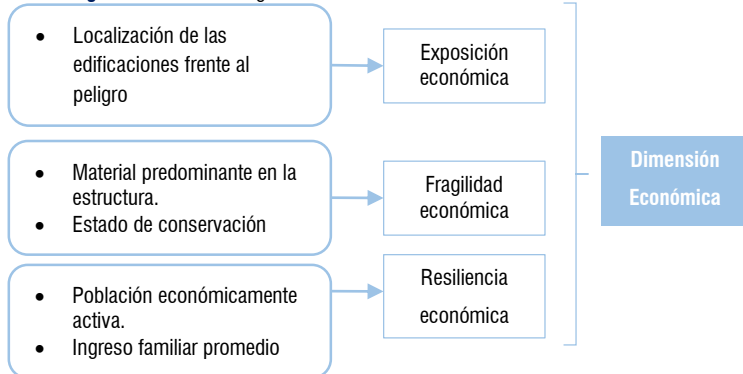 • Localización de las
edificaciones frente al
peligro
Exposición
económica
• Material predominante en la
estructura.
• Estado de conservación
Fragilidad
económica
• Población económicamente
activa.
• Ingreso familiar promedio
Resiliencia
económica
Dimensión
Económica